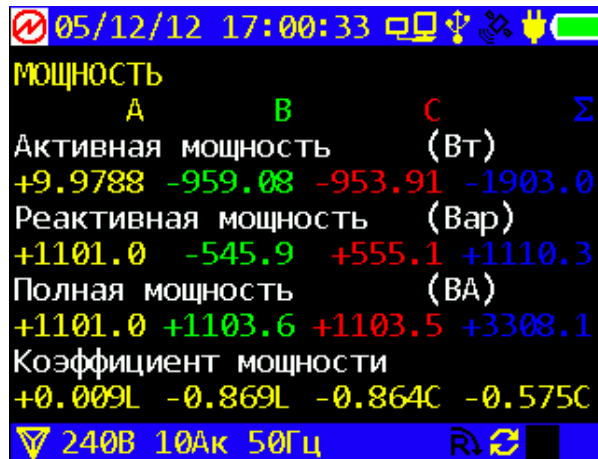 05/12/12 17:00:33
МОЩНОСТЬ
A B C Σ
Активная мощность (Вт)
+9.9788 -959.08 -953.91 -1903.0
Реактивная мощность (Вар)
+1101.0 -545.9 +555.1 +1110.3
Полная мощность (ВА)
+1101.0 +1103.6 +1103.5 +3308.1
Коэффициент мощности
+0.009L -0.869L -0.864C -0.575C
240В 10Ак 50Гц